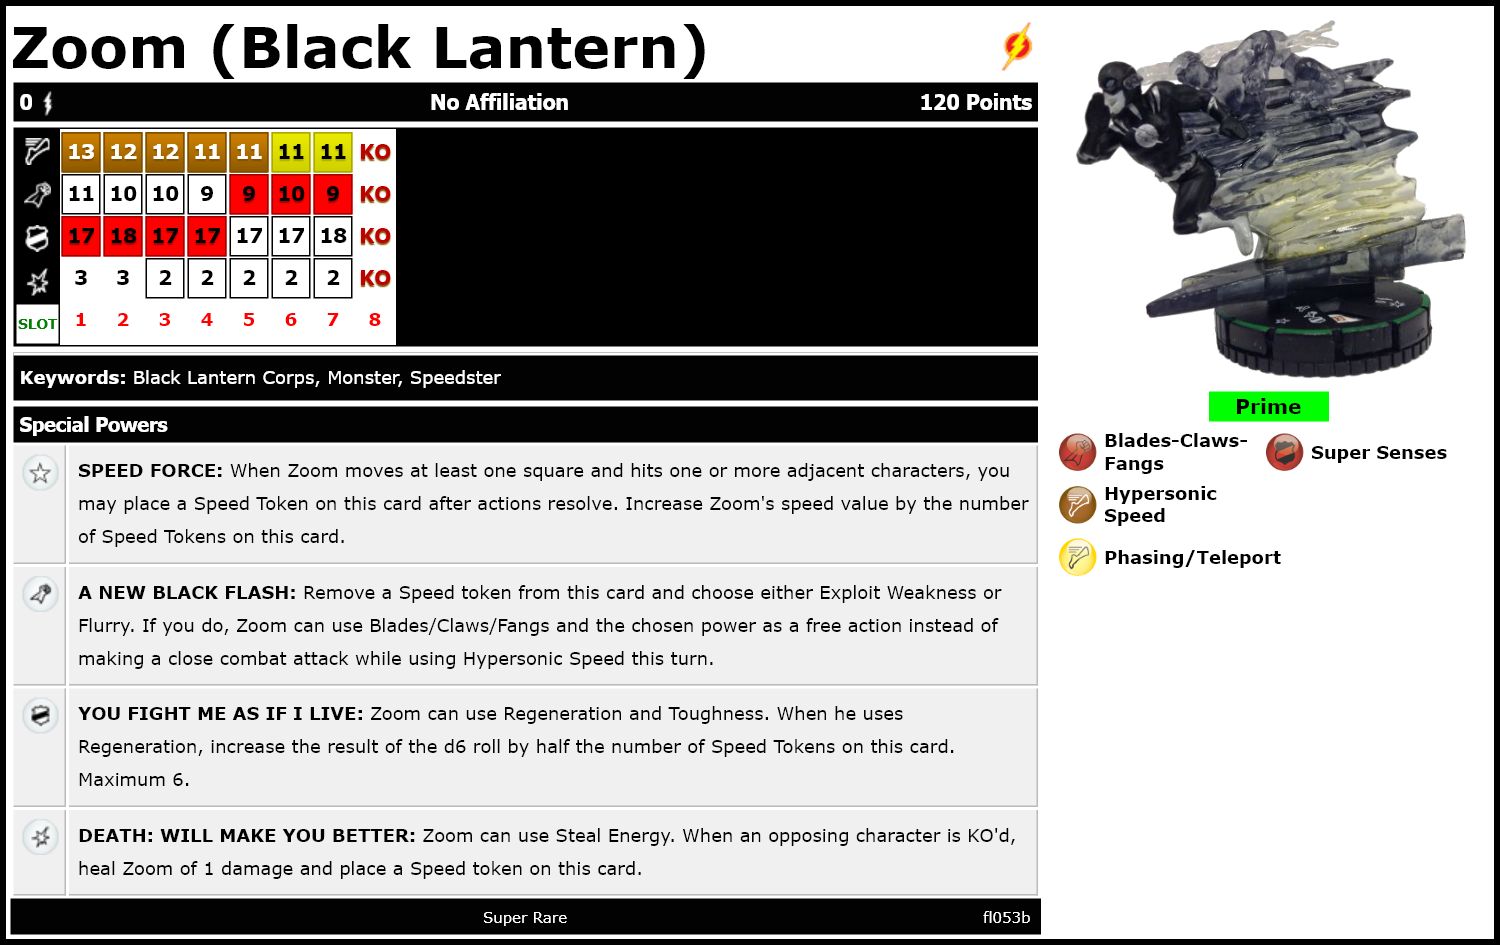 Zoom (Black Lantern)
0 No Affiliation 120 Points
13 12 12 11 11 11 11 KO
11 10 10 9 9 10 9 KO
17 18 17 17 17 17 18 KO
3 3 2 2 2 2 2 KO
SLOT 1 2 3 4 5 6 7 8
Keywords: Black Lantern Corps, Monster, Speedster
Special Powers
SPEED FORCE: When Zoom moves at least one square and hits one or more adjacent characters, you
may place a Speed Token on this card after actions resolve. Increase Zoom's speed value by the number
of Speed Tokens on this card.
A NEW BLACK FLASH: Remove a Speed token from this card and choose either Exploit Weakness or
Flurry. If you do, Zoom can use Blades/Claws/Fangs and the chosen power as a free action instead of
making a close combat attack while using Hypersonic Speed this turn.
YOU FIGHT ME AS IF I LIVE: Zoom can use Regeneration and Toughness. When he uses
Regeneration, increase the result of the d6 roll by half the number of Speed Tokens on this card.
Maximum 6.
DEATH: WILL MAKE YOU BETTER: Zoom can use Steal Energy. When an opposing character is KO'd,
heal Zoom of 1 damage and place a Speed token on this card.
Super Rare fl053b
Prime
Blades-Claws-
Fangs
Super Senses
Hypersonic
Speed
Phasing/Teleport